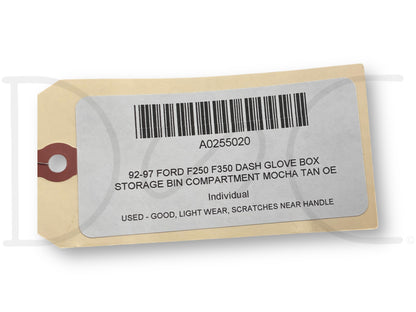 A0255020
92-97 FORD F250 F350 DASH GLOVE BOX
STORAGE BIN COMPARTMENT MOCHA TAN OE
Individual
USED - GOOD, LIGHT WEAR, SCRATCHES NEAR HANDLE